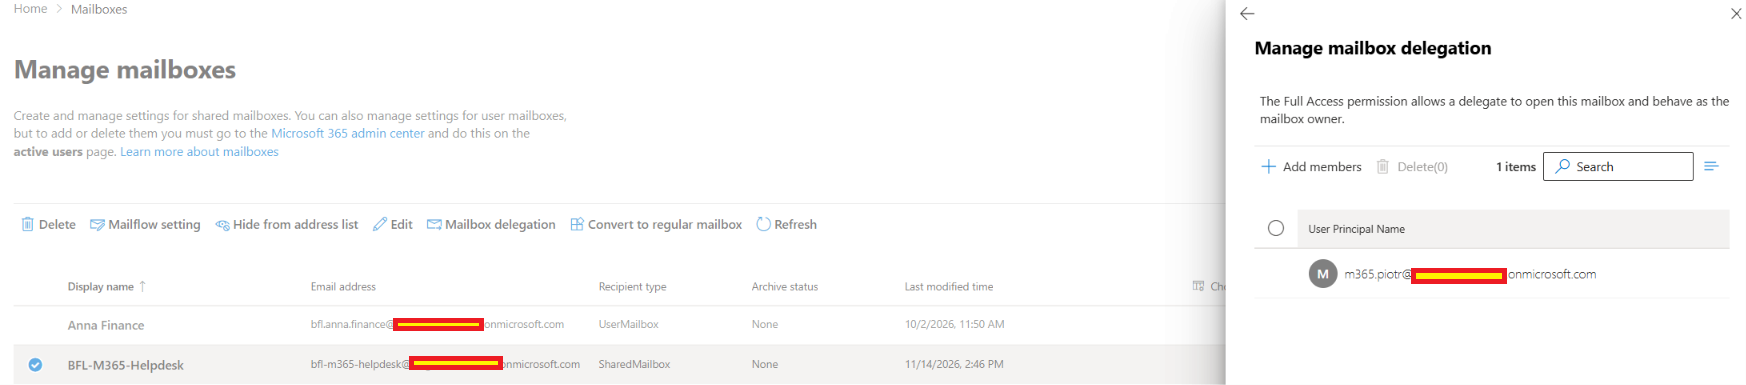 Home > Mailboxes
Manage mailboxes
Create and manage settings for shared mailboxes. You can also manage settings for user mailboxes,
but to add or delete them you must go to the Microsoft 365 admin center and do this on the
active users page. Learn more about mailboxes
Delete Mailflow setting Hide from address list Edit Mailbox delegation Convert to regular mailbox Refresh
Display name ↑ Email address Recipient type Archive status Last modified time
Anna Finance bfl.anna.finance@ onmicrosoft.com UserMailbox None 10/2/2026, 11:50 AM
BFL-M365-Helpdesk bfl-m365-helpdesk@ onmicrosoft.com SharedMailbox None 11/14/2026, 2:46 PM
Manage mailbox delegation
The Full Access permission allows a delegate to open this mailbox and behave as the
mailbox owner.
Add members Delete(0) 1 items Search
User Principal Name
M m365.piotr@ onmicrosoft.com